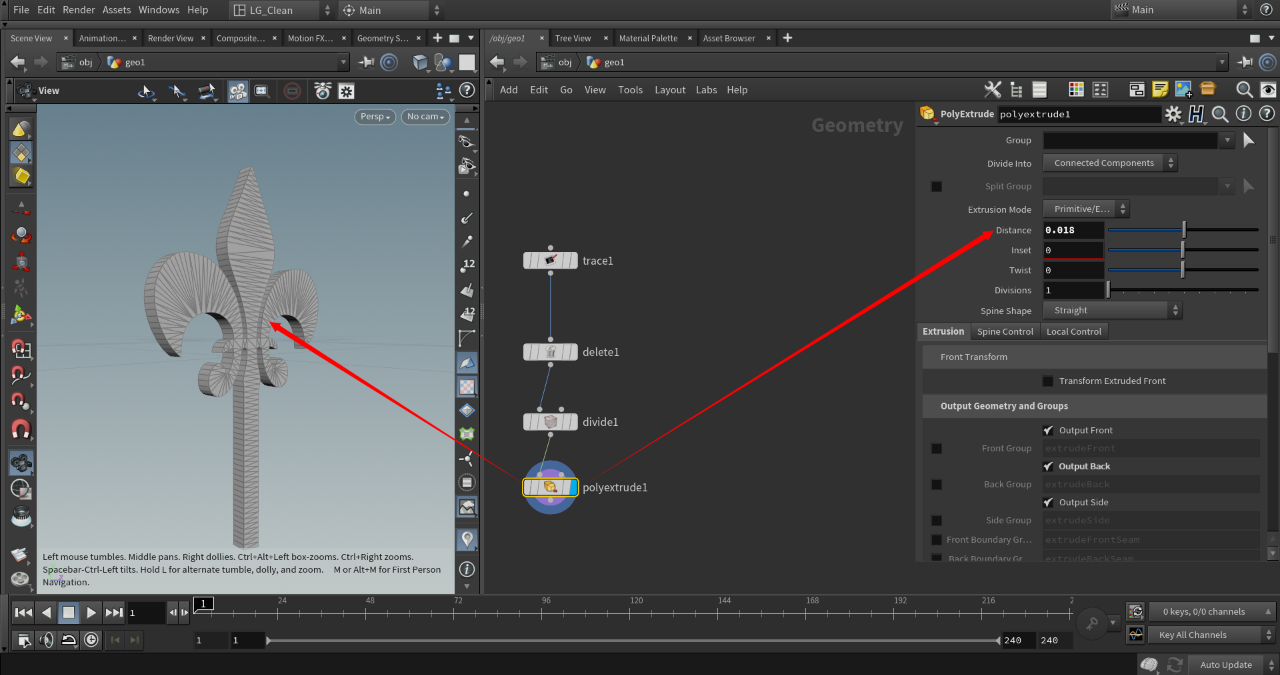 File Edit Render Assets Windows Help LG_Clean Main Main
Scene View Animation... Render View Composite... Motion FX... Geometry S...
/obj/geo1 Tree View Material Palette Asset Browser
obj geo1
obj geo1
View
Add Edit Go View Tools Layout Labs Help
Persp No cam
Geometry
PolyExtrude polyextrude1
Group
Divide Into Connected Components
Split Group
Extrusion Mode Primitive/E...
Distance 0.018
Inset 0
Twist 0
Divisions 1
Spine Shape Straight
Extrusion Spine Control Local Control
Front Transform
Transform Extruded Front
Output Geometry and Groups
Output Front
Front Group extrudeFront
Output Back
Back Group extrudeBack
Output Side
Side Group extrudeSide
Front Boundary Gr... extrudeFrontSeam
Back Boundary Gr... extrudeBackSeam
trace1
delete1
divide1
polyextrude1
12
12
Left mouse tumbles. Middle pans. Right dollies. Ctrl+Alt+Left box-zooms. Ctrl+Right zooms.
Spacebar-Ctrl-Left tilts. Hold L for alternate tumble, dolly, and zoom. M or Alt+M for First Person
Navigation.
1 1 24 48 72 96 120 144 168 192 216 2
0 keys, 0/0 channels
1 1 240 240
Key All Channels
Auto Update